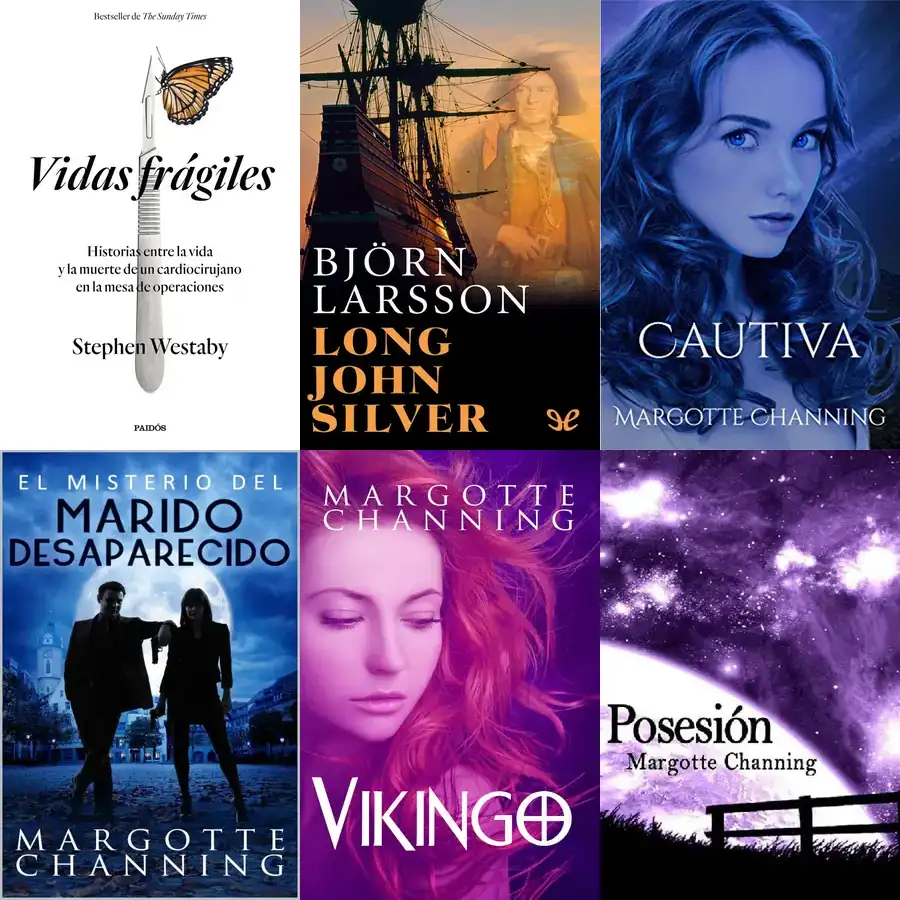 Bestseller de The Sunday Times
Vidas frágiles
Historias entre la vida
y la muerte de un cardiocirujano
en la mesa de operaciones
Stephen Westaby
PAIDÓS
BJÖRN
LARSSON
LONG
JOHN
SILVER
CAUTIVA
MARGOTTE CHANNING
EL MISTERIO DEL
MARIDO
DESAPARECIDO
MARGOTTE
CHANNING
MARGOTTE
CHANNING
VIKINGO
Posesión
Margotte Channing